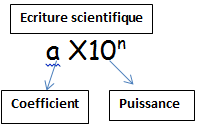 Ecriture scientifique
a X10ⁿ
Coefficient
Puissance